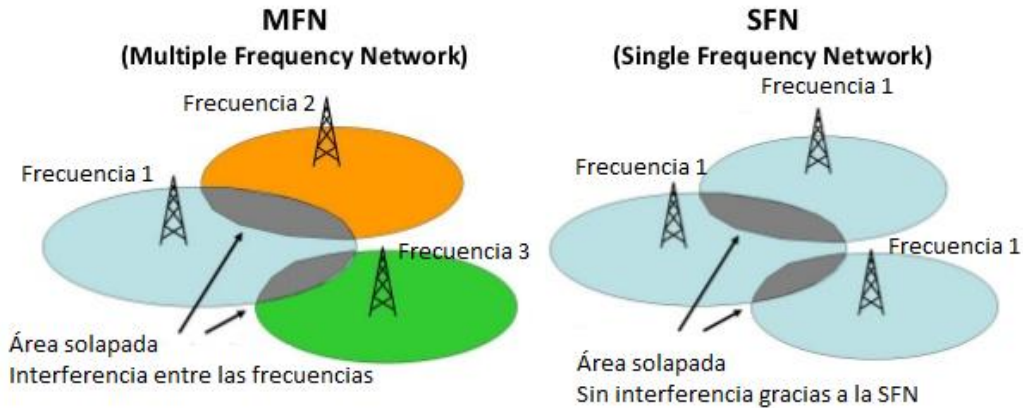 MFN
(Multiple Frequency Network)
Frecuencia 2
Frecuencia 1
Frecuencia 3
Área solapada
Interferencia entre las frecuencias
SFN
(Single Frequency Network)
Frecuencia 1
Frecuencia 1
Frecuencia 1
Área solapada
Sin interferencia gracias a la SFN